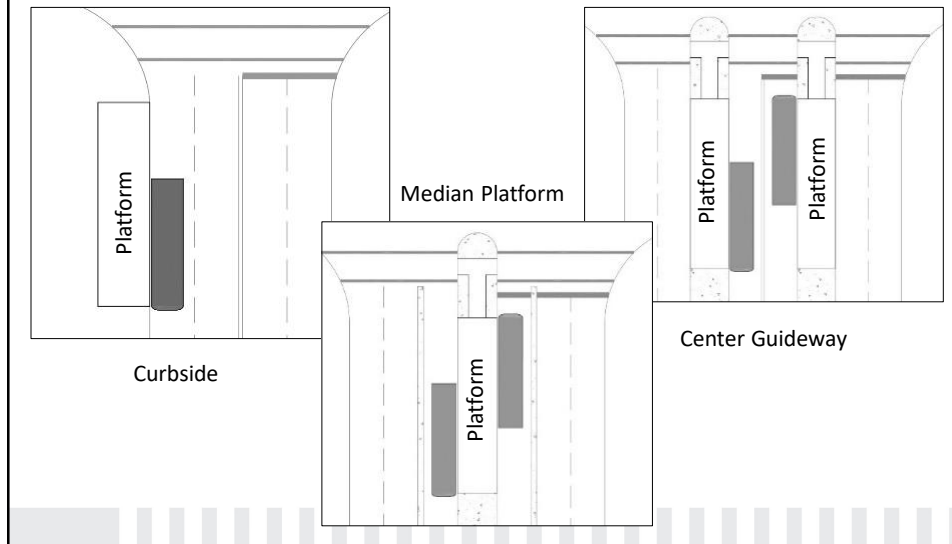 Platform
Curbside
Median Platform
Platform
Platform
Platform
Center Guideway